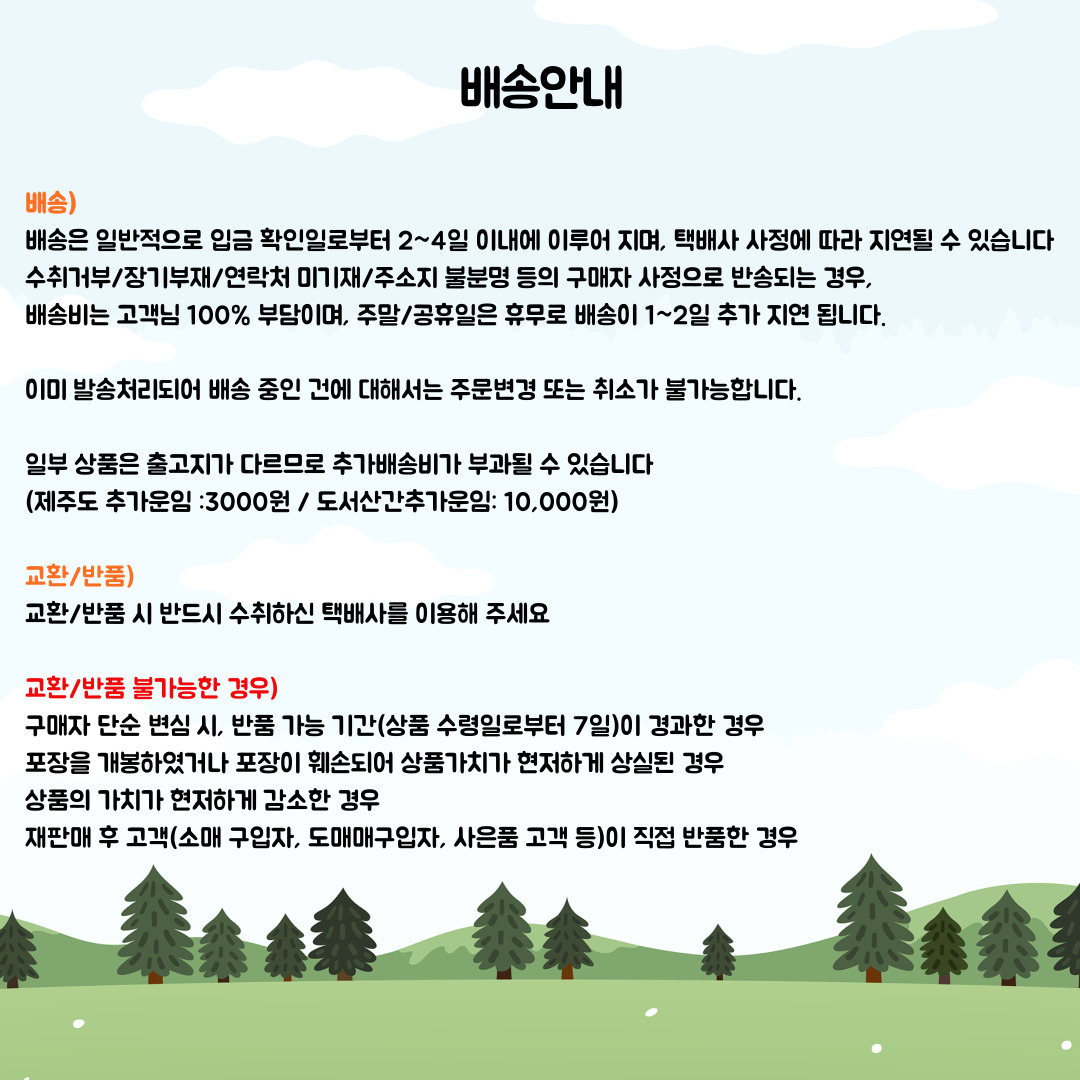 배송안내
배송)
배송은 일반적으로 입금 확인일로부터 2~4일 이내에 이루어 지며, 택배사 사정에 따라 지연될 수 있습니다
수취거부/장기부재/연락처 미기재/주소지 불분명 등의 구매자 사정으로 반송되는 경우,
배송비는 고객님 100% 부담이며, 주말/공휴일은 휴무로 배송이 1~2일 추가 지연 됩니다.
이미 발송처리되어 배송 중인 건에 대해서는 주문변경 또는 취소가 불가능합니다.
일부 상품은 출고지가 다르므로 추가배송비가 부과될 수 있습니다
(제주도 추가운임 :3000원 / 도서산간추가운임: 10,000원)
교환/반품)
교환/반품 시 반드시 수취하신 택배사를 이용해 주세요
교환/반품 불가능한 경우)
구매자 단순 변심 시, 반품 가능 기간(상품 수령일로부터 7일)이 경과한 경우
포장을 개봉하였거나 포장이 훼손되어 상품가치가 현저하게 상실된 경우
상품의 가치가 현저하게 감소한 경우
재판매 후 고객(소매 구입자, 도매매구입자, 사은품 고객 등)이 직접 반품한 경우